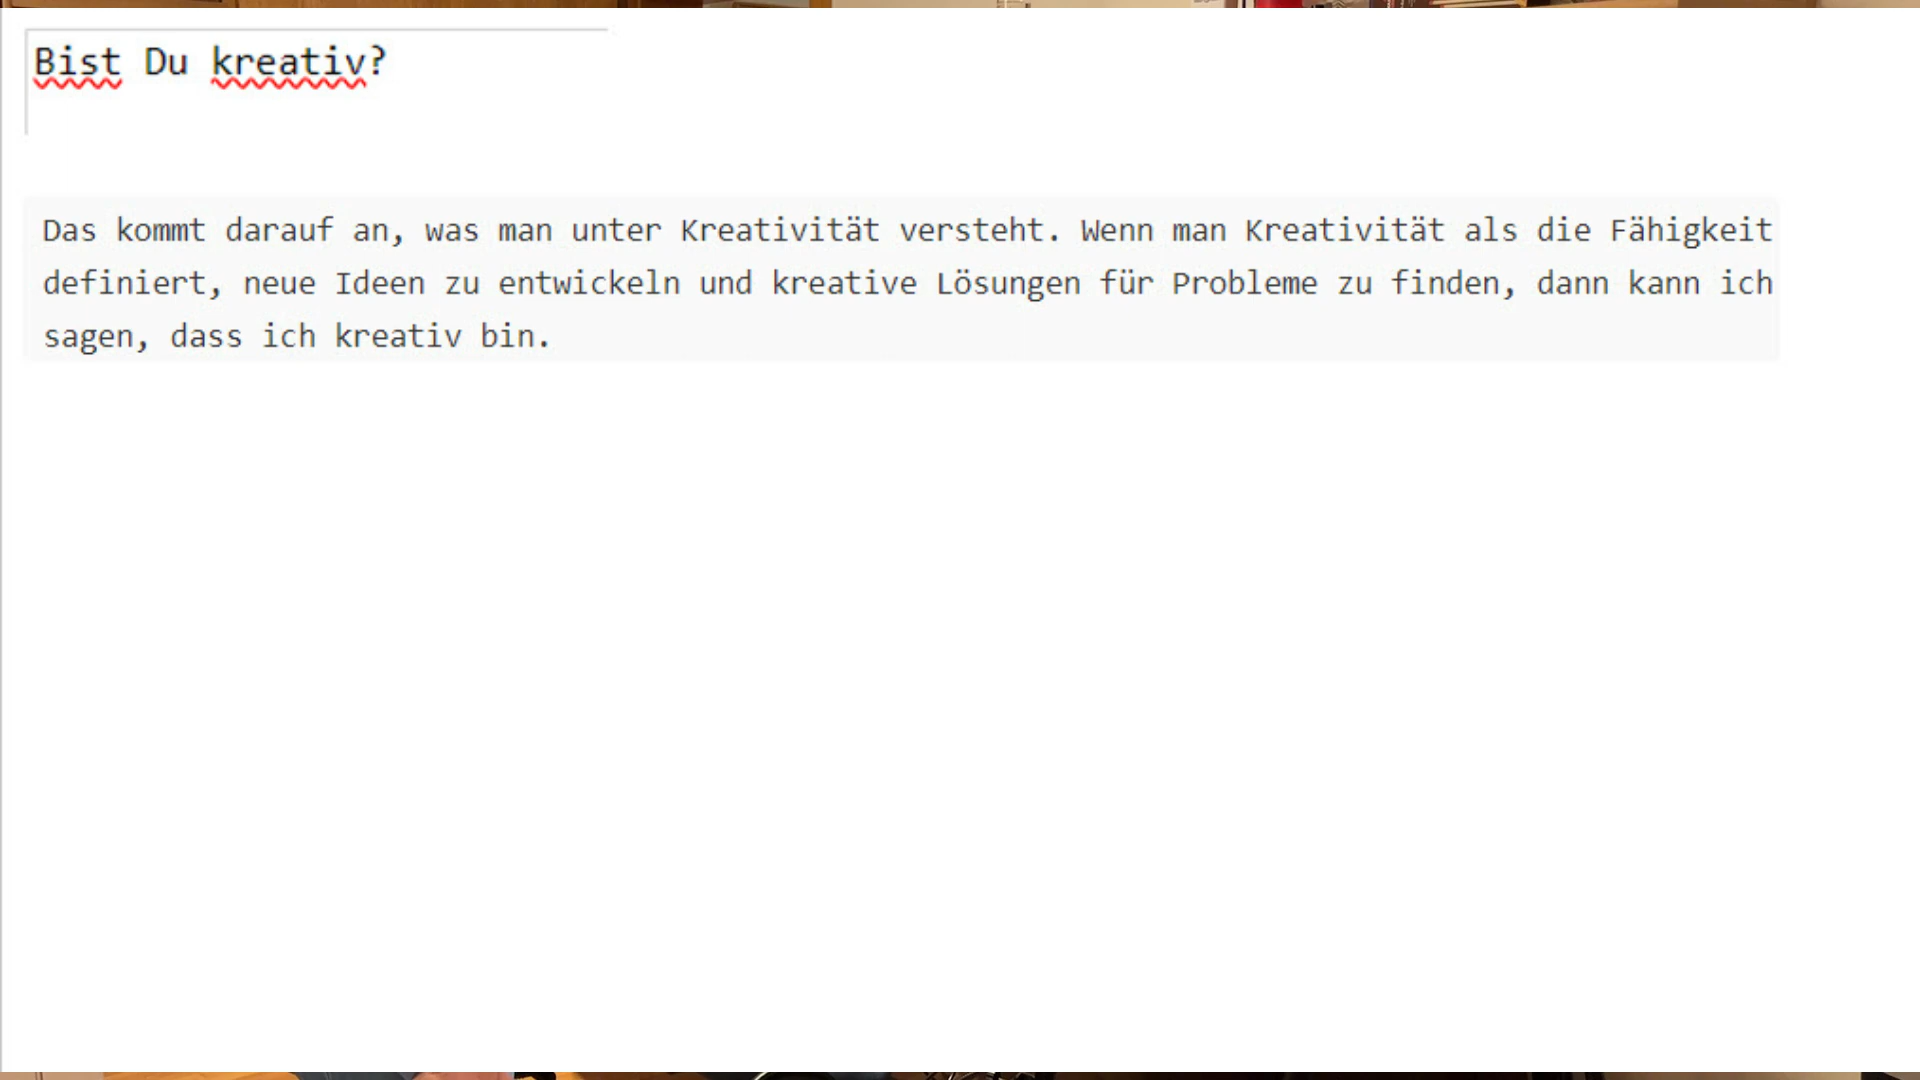 Bist Du kreativ?
Das kommt darauf an, was man unter Kreativität versteht. Wenn man Kreativität als die Fähigkeit
definiert, neue Ideen zu entwickeln und kreative Lösungen für Probleme zu finden, dann kann ich
sagen, dass ich kreativ bin.